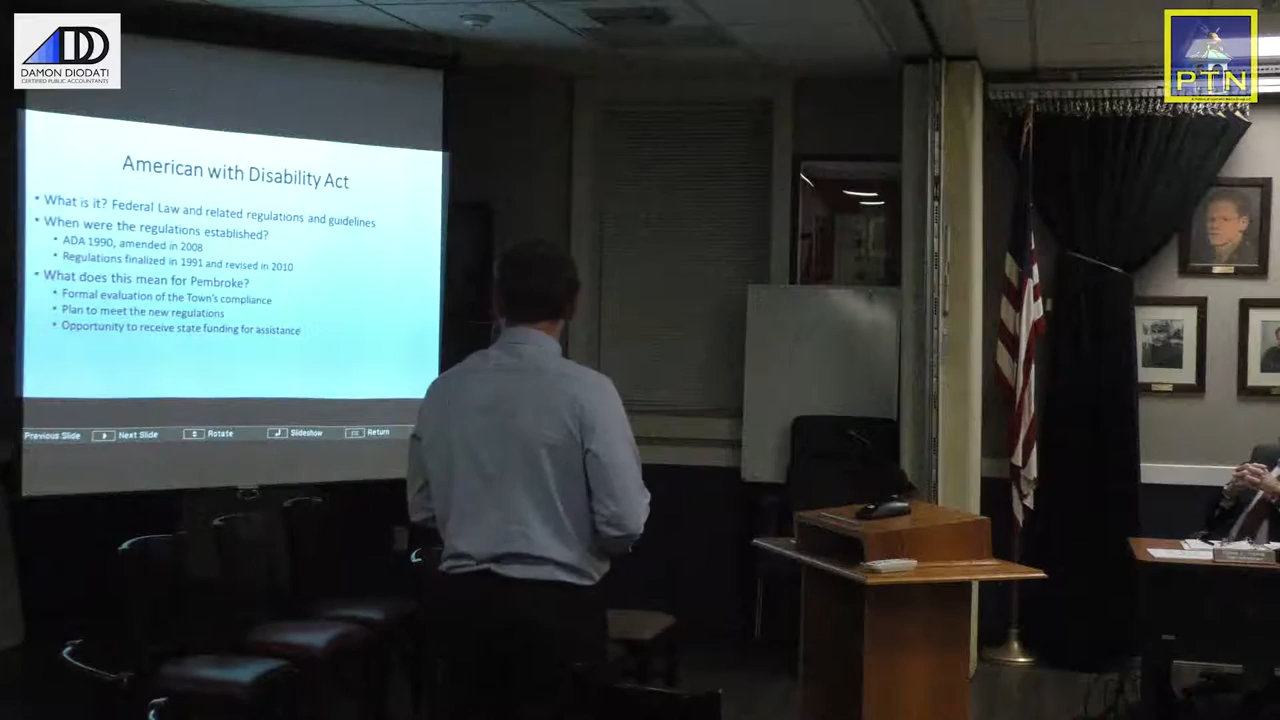 DAMON DIODATI
CERTIFIED PUBLIC ACCOUNTANTS
PTN
American with Disability Act
• What is it? Federal Law and related regulations and guidelines
• When were the regulations established?
• ADA 1990, amended in 2008
• Regulations finalized in 1991 and revised in 2010
• What does this mean for Pembroke?
• Formal evaluation of the Town's compliance
• Plan to meet the new regulations
• Opportunity to receive state funding for assistance
Previous Slide Next Slide Rotate Slideshow Return